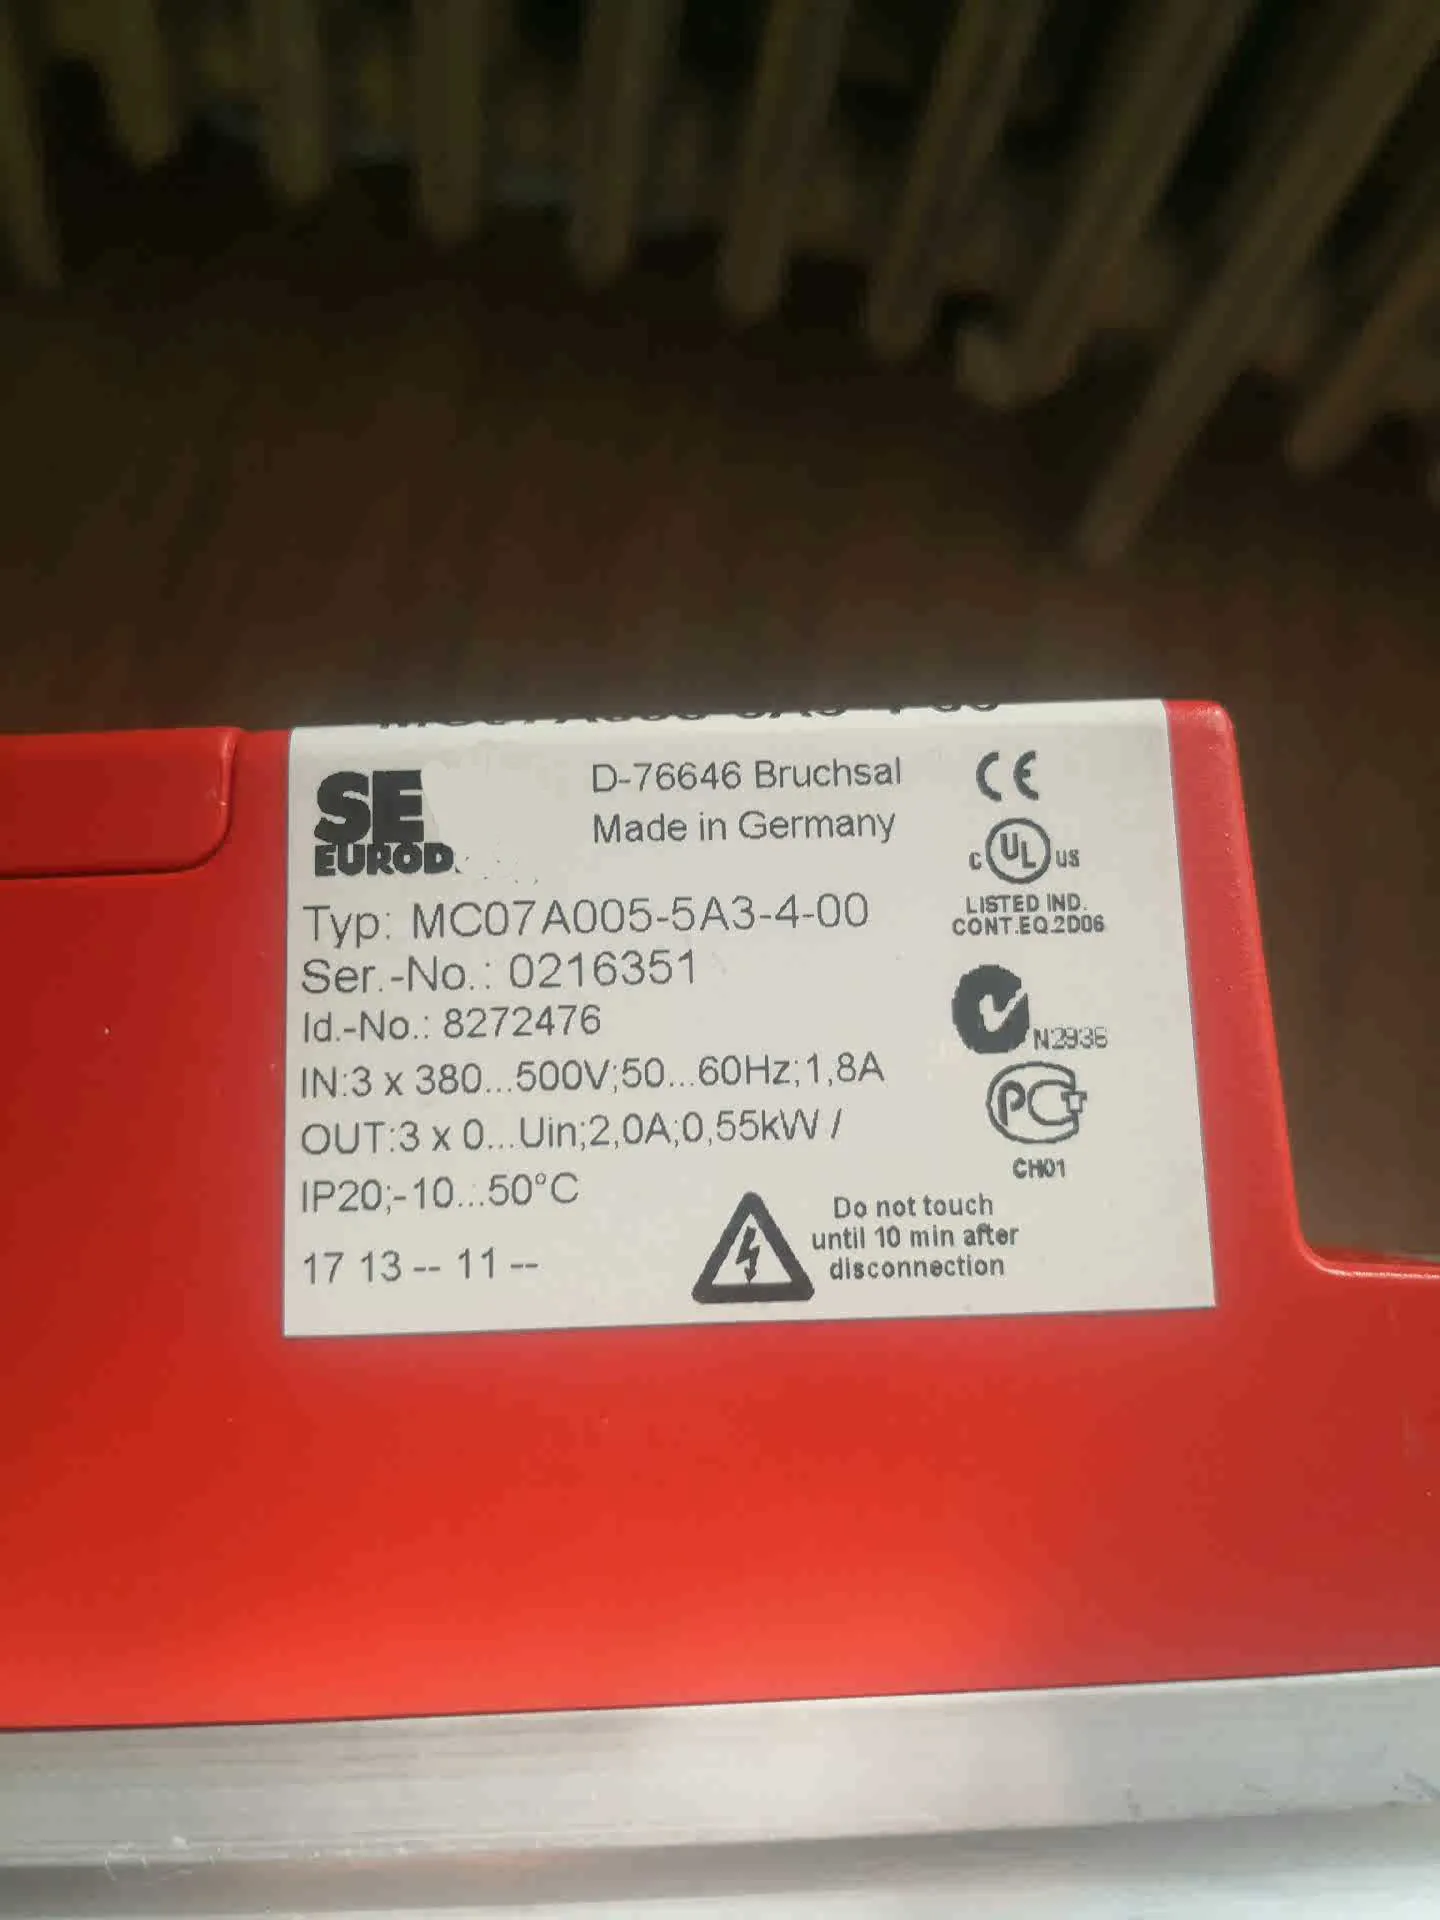 SE
EUROD
D-76646 Bruchsal
Made in Germany
CE
c UL us
LISTED IND.
CONT.EQ.2D06
Typ: MC07A005-5A3-4-00
Ser.-No.: 0216351
Id.-No.: 8272476
N2936
IN:3 x 380...500V;50...60Hz;1,8A
OUT:3 x 0...Uin;2,0A;0,55kW /
PCT
CH01
IP20;-10...50°C
17 13 -- 11 --
Do not touch
until 10 min after
disconnection